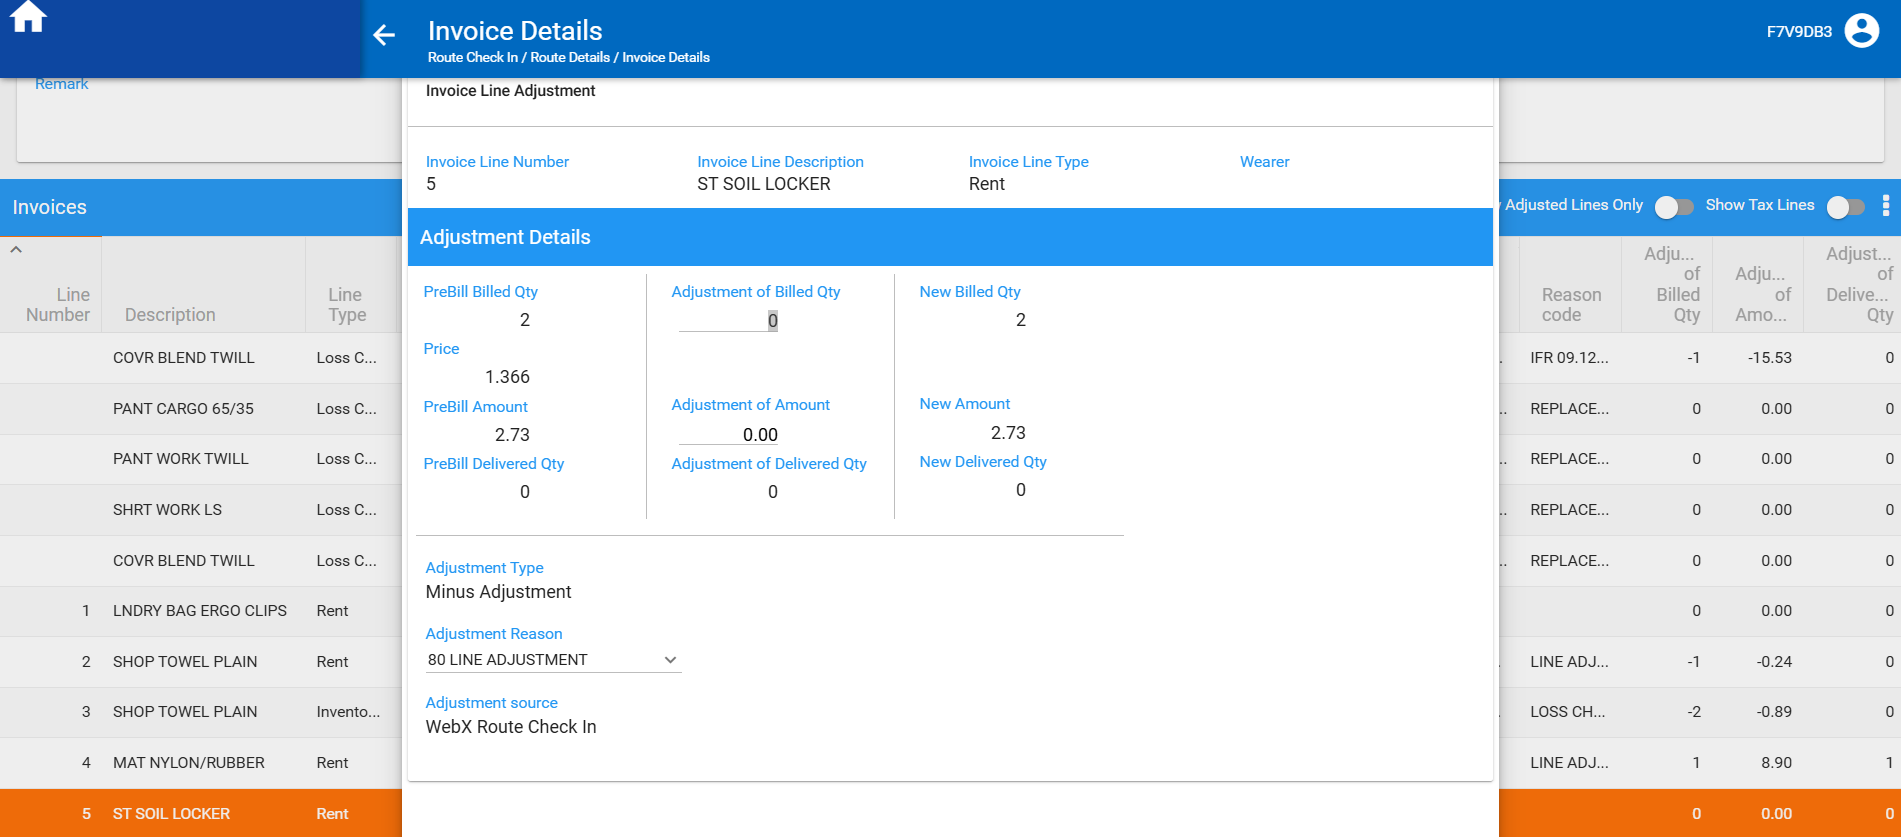 Invoice Details
Route Check In / Route Details / Invoice Details
F7V9DB3
Remark
Invoice Line Adjustment
Invoice Line Number
5
Invoice Line Description
ST SOIL LOCKER
Invoice Line Type
Rent
Wearer
Invoices
Adjusted Lines Only
Show Tax Lines
Adjustment Details
PreBill Billed Qty
2
Adjustment of Billed Qty
0
New Billed Qty
2
Price
1.366
PreBill Amount
2.73
Adjustment of Amount
0.00
New Amount
2.73
PreBill Delivered Qty
0
Adjustment of Delivered Qty
0
New Delivered Qty
0
Adjustment Type
Minus Adjustment
Adjustment Reason
80 LINE ADJUSTMENT
Adjustment source
WebX Route Check In
Line Number Description Line Type Reason code Adju... of Billed Qty Adju... of Amo... Adjust... of Delive... Qty
COVR BLEND TWILL Loss C... IFR 09.12... -1 -15.53 0
PANT CARGO 65/35 Loss C... REPLACE... 0 0.00 0
PANT WORK TWILL Loss C... REPLACE... 0 0.00 0
SHRT WORK LS Loss C... REPLACE... 0 0.00 0
COVR BLEND TWILL Loss C... REPLACE... 0 0.00 0
1 LNDRY BAG ERGO CLIPS Rent 0 0.00 0
2 SHOP TOWEL PLAIN Rent LINE ADJ... -1 -0.24 0
3 SHOP TOWEL PLAIN Invento... LOSS CH... -2 -0.89 0
4 MAT NYLON/RUBBER Rent LINE ADJ... 1 8.90 1
5 ST SOIL LOCKER Rent 0 0.00 0